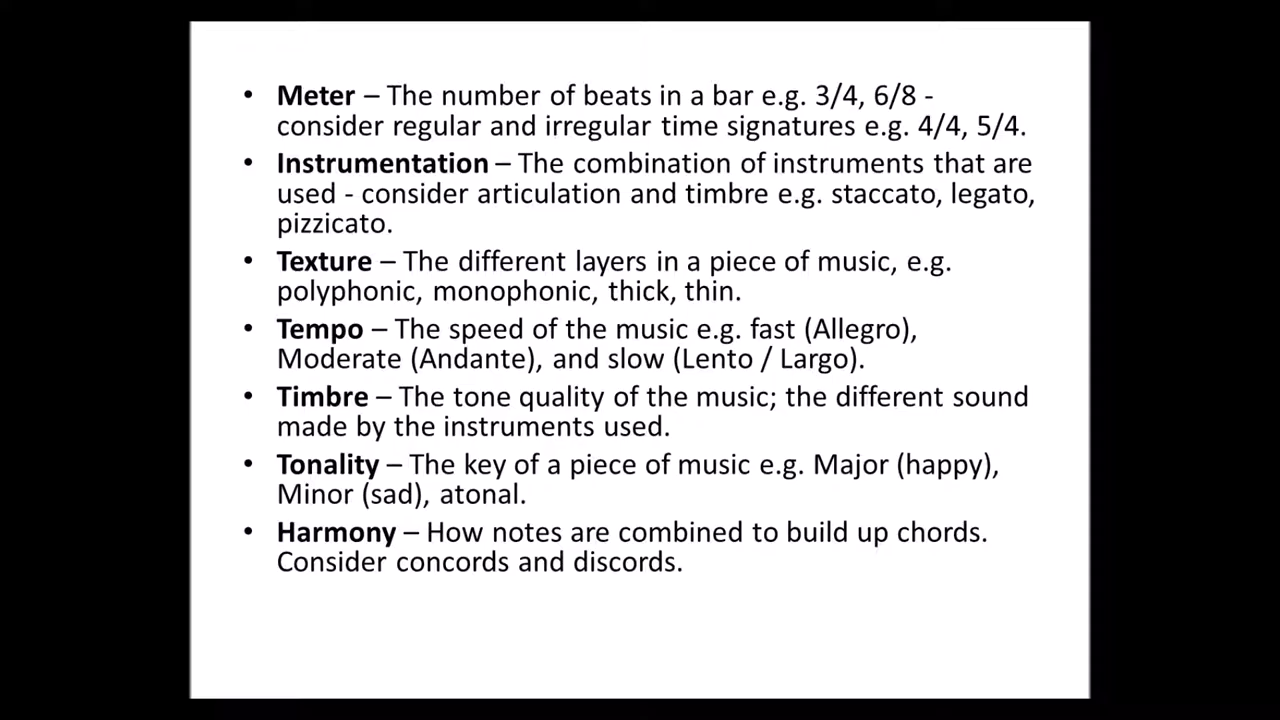 • Meter – The number of beats in a bar e.g. 3/4, 6/8 -
consider regular and irregular time signatures e.g. 4/4, 5/4.
• Instrumentation – The combination of instruments that are
used - consider articulation and timbre e.g. staccato, legato,
pizzicato.
• Texture – The different layers in a piece of music, e.g.
polyphonic, monophonic, thick, thin.
• Tempo – The speed of the music e.g. fast (Allegro),
Moderate (Andante), and slow (Lento / Largo).
• Timbre – The tone quality of the music; the different sound
made by the instruments used.
• Tonality – The key of a piece of music e.g. Major (happy),
Minor (sad), atonal.
• Harmony – How notes are combined to build up chords.
Consider concords and discords.